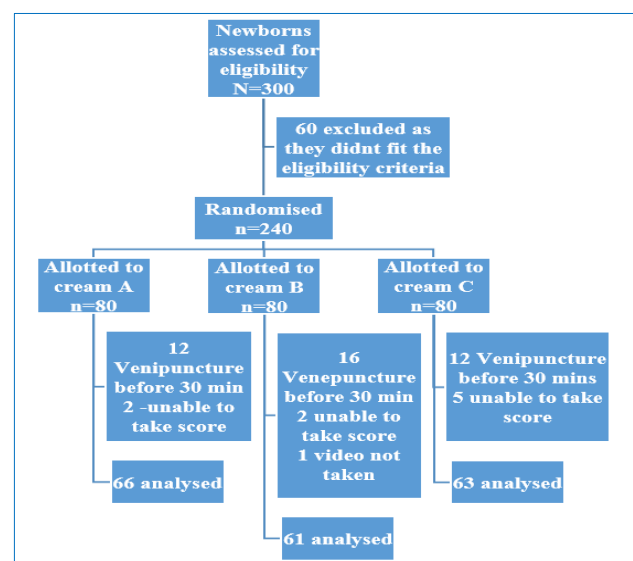 Newborns
assessed for
eligibility
N=300
60 excluded as
they didnt fit the
eligibility criteria
Randomised
n=240
Allotted to
cream A
n=80
Allotted to
cream B
n=80
Allotted to
cream C
n=80
12
Venipuncture
before 30 min
2 -unable to
take score
16
Venepuncture
before 30 min
2 unable to
take score
1 video not
taken
12 Venipuncture
before 30 mins
5 unable to take
score
66 analysed
61 analysed
63 analysed